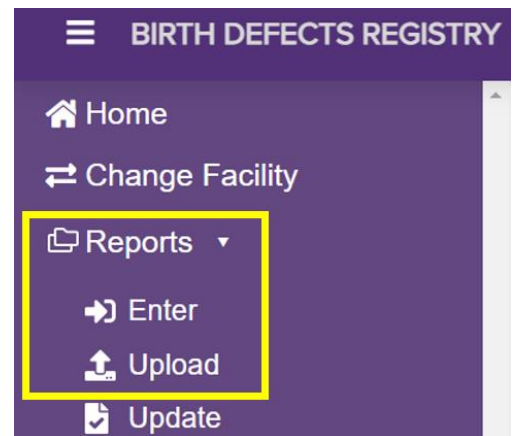 BIRTH DEFECTS REGISTRY
Home
Change Facility
Reports
Enter
Upload
Update